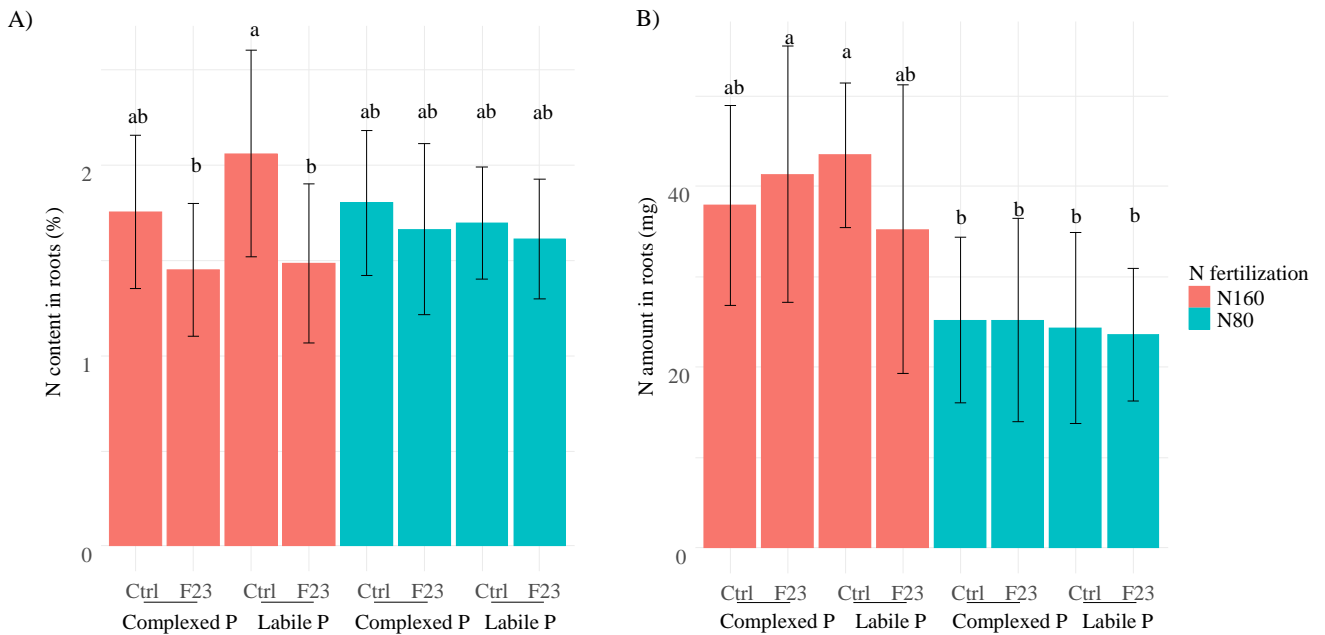 A)
a
ab
b
b
ab
ab
ab
ab
N content in roots (%)
2
1
0
Ctrl F23 Ctrl F23 Ctrl F23 Ctrl F23
Complexed P Labile P Complexed P Labile P
B)
ab
a
a
ab
b
b
b
b
N amount in roots (mg)
40
20
0
Ctrl F23 Ctrl F23 Ctrl F23 Ctrl F23
Complexed P Labile P Complexed P Labile P
N fertilization
N160
N80